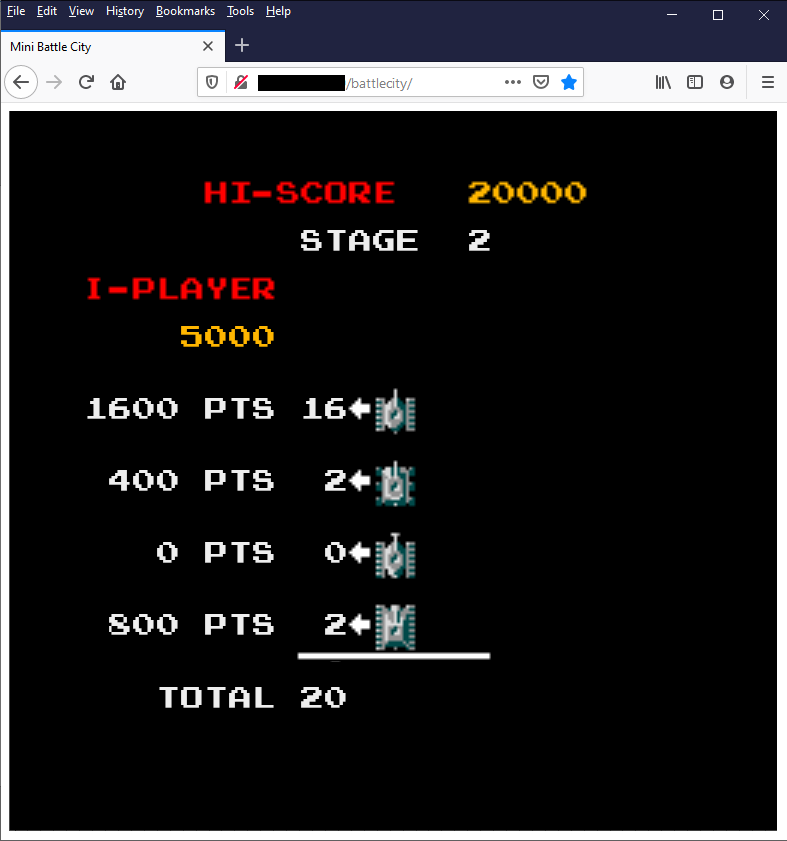 File Edit View History Bookmarks Tools Help
Mini Battle City
/battlecity/
HI-SCORE 20000
STAGE 2
I-PLAYER
5000
1600 PTS 16
400 PTS 2
0 PTS 0
800 PTS 2
TOTAL 20